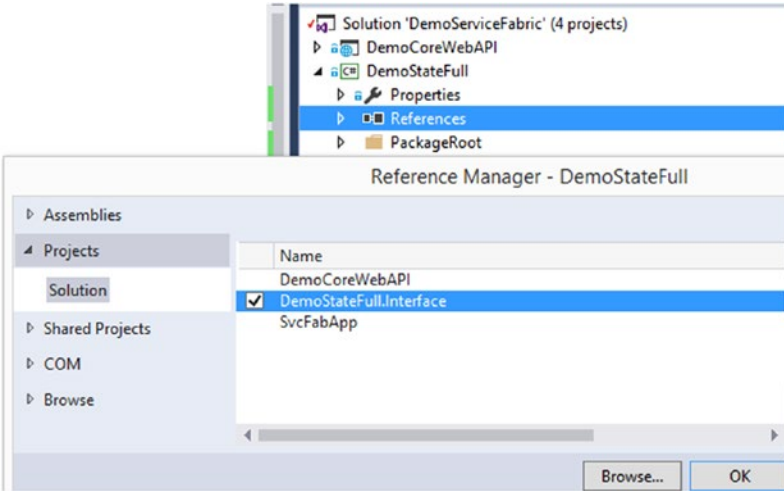 Solution 'DemoServiceFabric' (4 projects)
DemoCoreWebAPI
C# DemoStateFull
Properties
References
PackageRoot
Reference Manager - DemoStateFull
Assemblies
Projects
Solution
Shared Projects
COM
Browse
Name
DemoCoreWebAPI
DemoStateFull.Interface
SvcFabApp
Browse...
OK